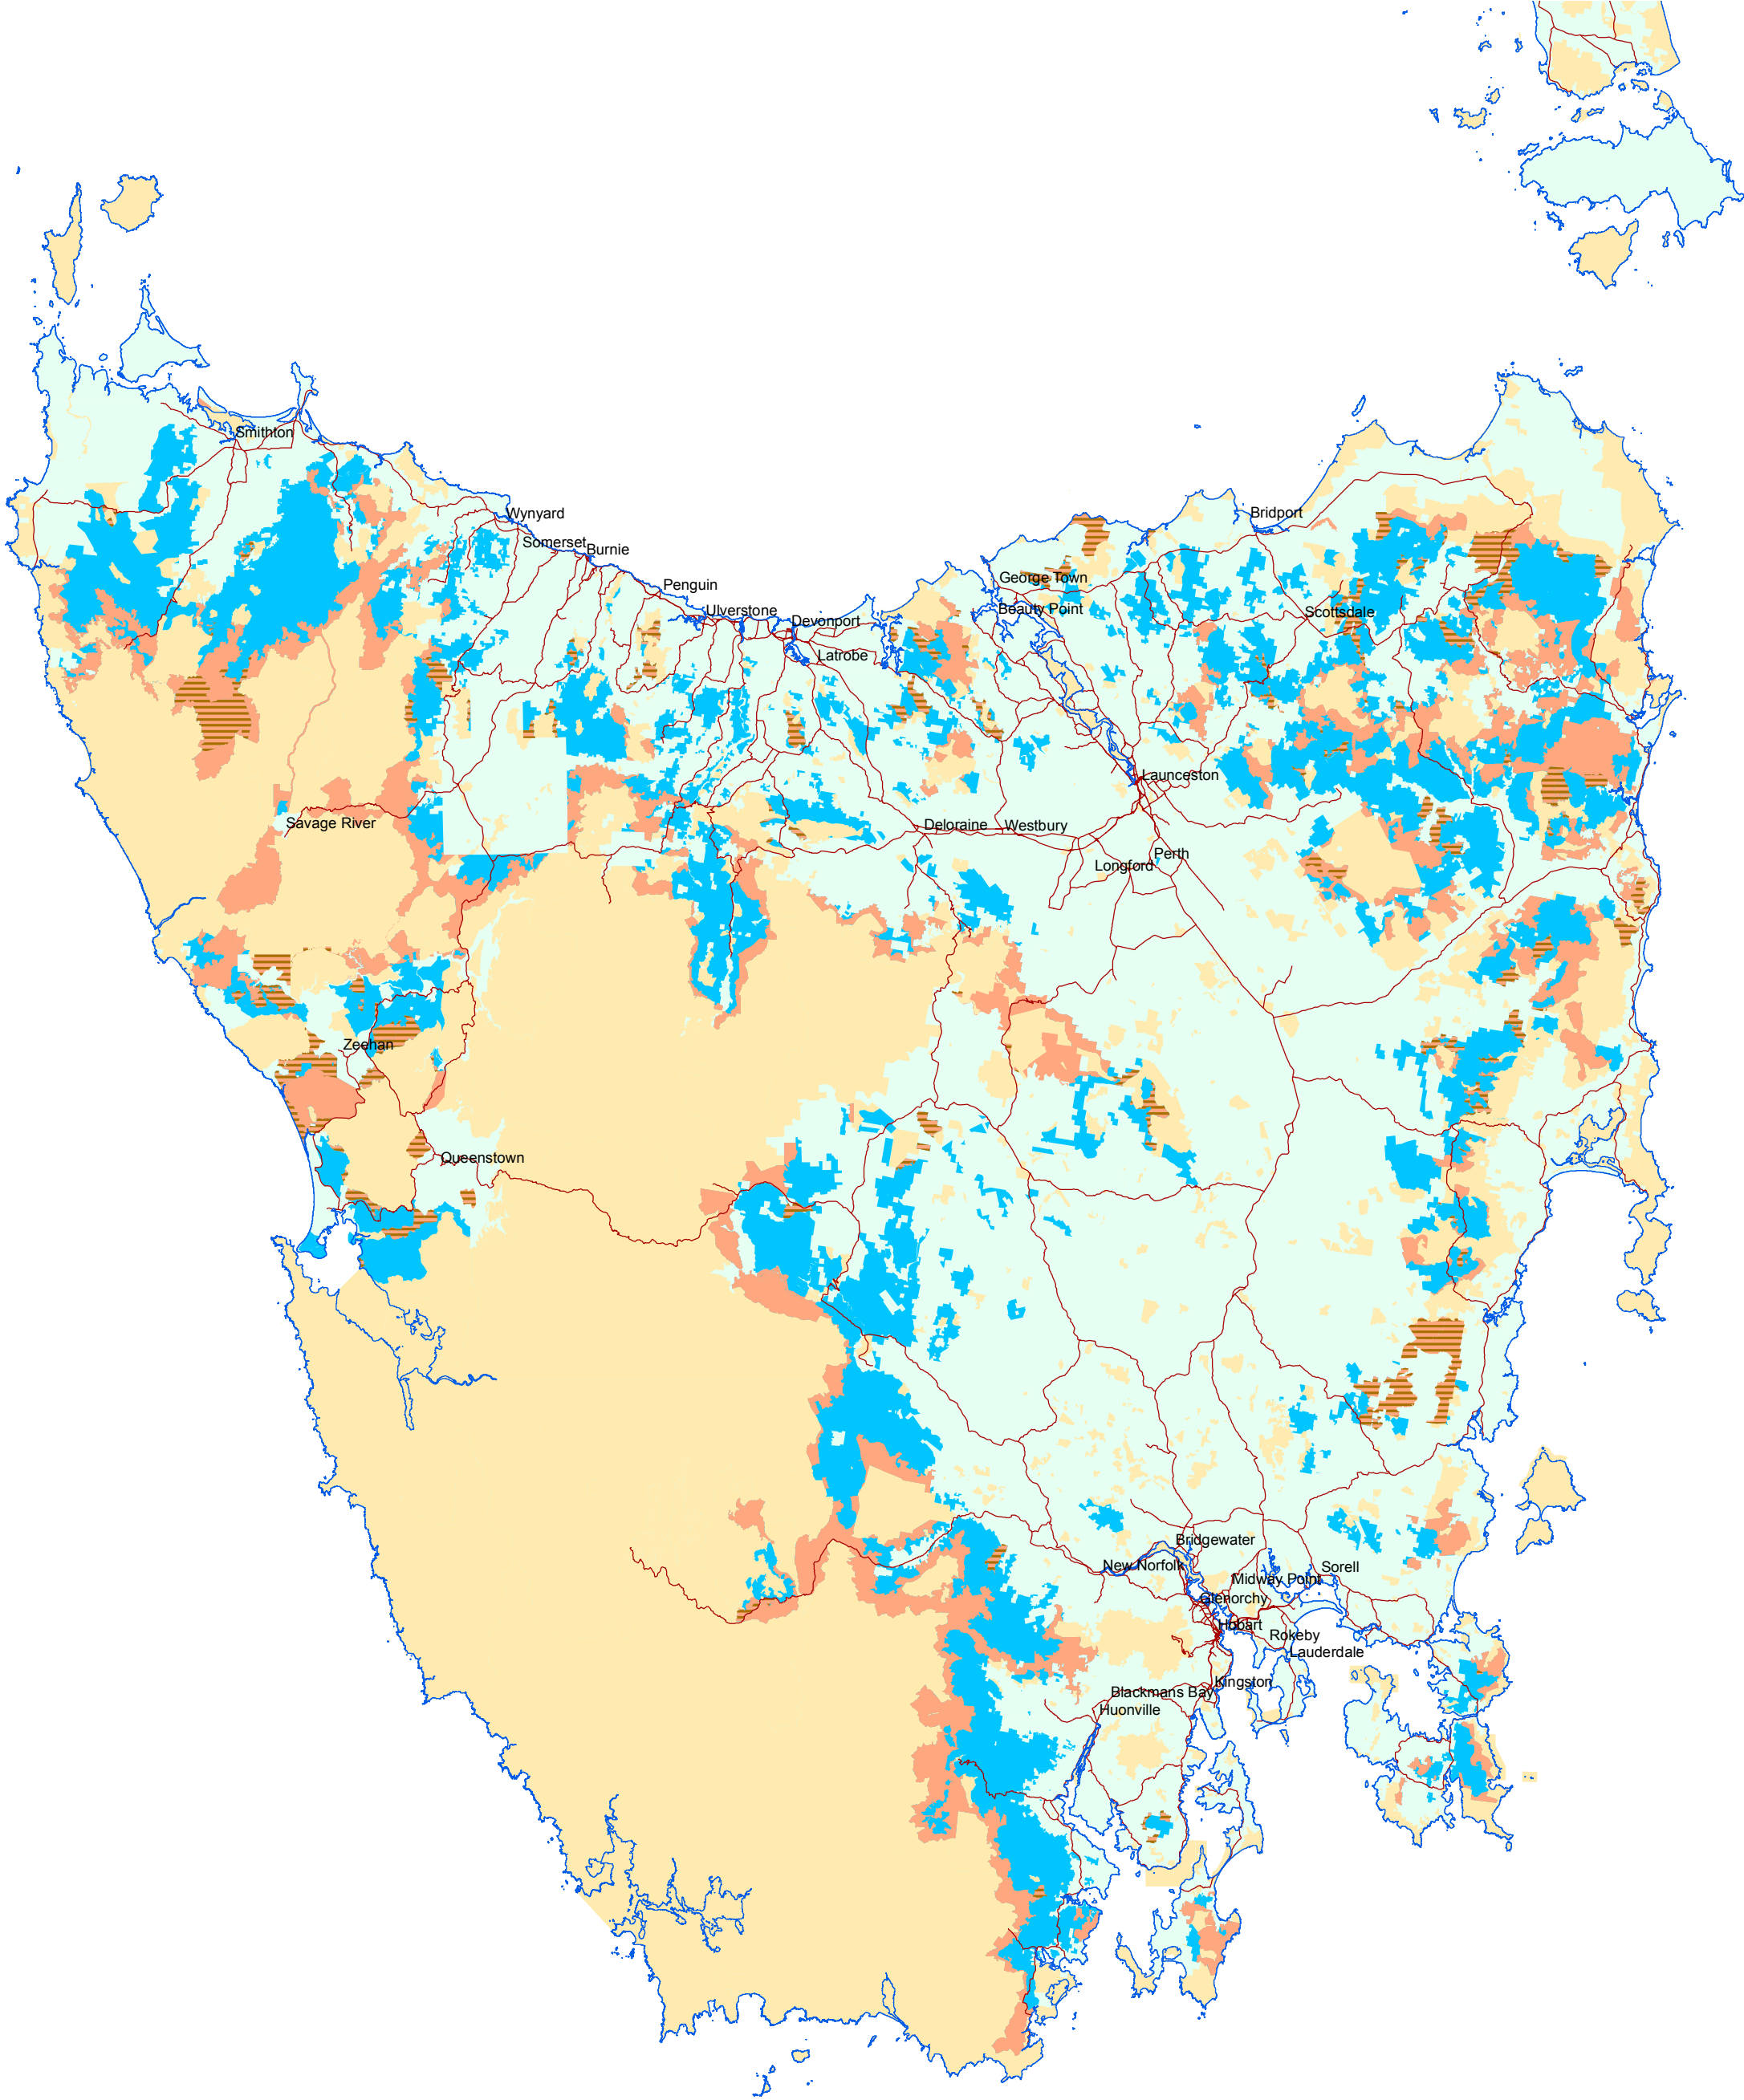 Smithton
Wynyard
Bridport
Somerset
Burnie
George Town
Penguin
Beauty Point
Ulverstone
Scottsdale
Devonport
Latrobe
Launceston
Savage River
Deloraine
Westbury
Perth
Longford
Zeehan
Queenstown
Bridgewater
New Norfolk
Sorell
Midway Point
Glenorchy
Hobart
Rokeby
Lauderdale
Kingston
Blackmans Bay
Huonville